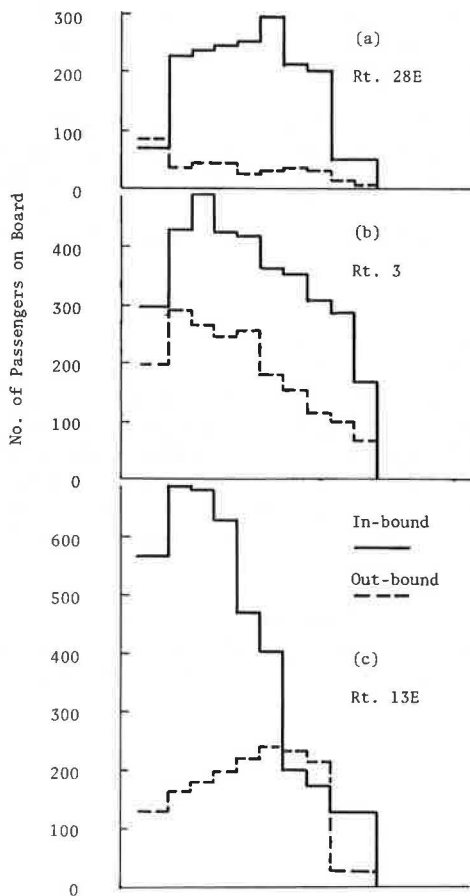 No. of Passengers on Board
300
200
100
0
(a)
Rt. 28E
400
300
200
100
0
(b)
Rt. 3
600
500
400
300
200
100
0
In-bound
Out-bound
(c)
Rt. 13E